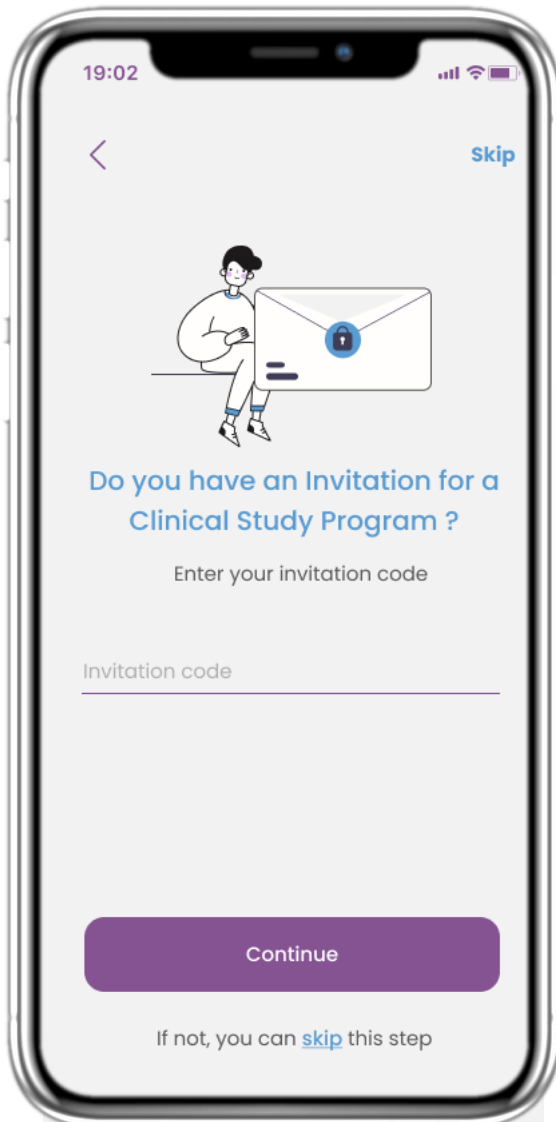 19:02
Skip
Do you have an Invitation for a
Clinical Study Program ?
Enter your invitation code
Invitation code
Continue
If not, you can skip this step